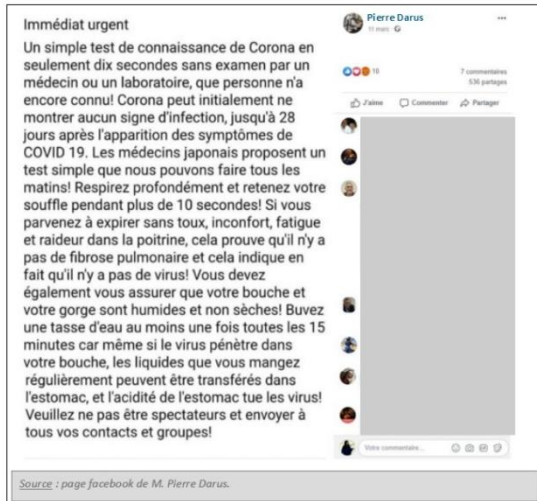 Immédiat urgent
Un simple test de connaissance de Corona en
seulement dix secondes sans examen par un
médecin ou un laboratoire, que personne n'a
encore connu! Corona peut initialement ne
montrer aucun signe d'infection, jusqu'à 28
jours après l'apparition des symptômes de
COVID 19. Les médecins japonais proposent un
test simple que nous pouvons faire tous les
matins! Respirez profondément et retenez votre
souffle pendant plus de 10 secondes! Si vous
parvenez à expirer sans toux, inconfort, fatigue
et raideur dans la poitrine, cela prouve qu'il n'y a
pas de fibrose pulmonaire et cela indique en
fait qu'il n'y a pas de virus! Vous devez
également vous assurer que votre bouche et
votre gorge sont humides et non sèches! Buvez
une tasse d'eau au moins une fois toutes les 15
minutes car même si le virus pénètre dans
votre bouche, les liquides que vous mangez
régulièrement peuvent être transférés dans
l'estomac, et l'acidité de l'estomac tue les virus!
Veuillez ne pas être spectateurs et envoyer à
tous vos contacts et groupes!
Pierre Darus
11 mars
7 commentaires
536 partages
J'aime Commenter Partager
Votre commentaire...
Source : page facebook de M. Pierre Darus.